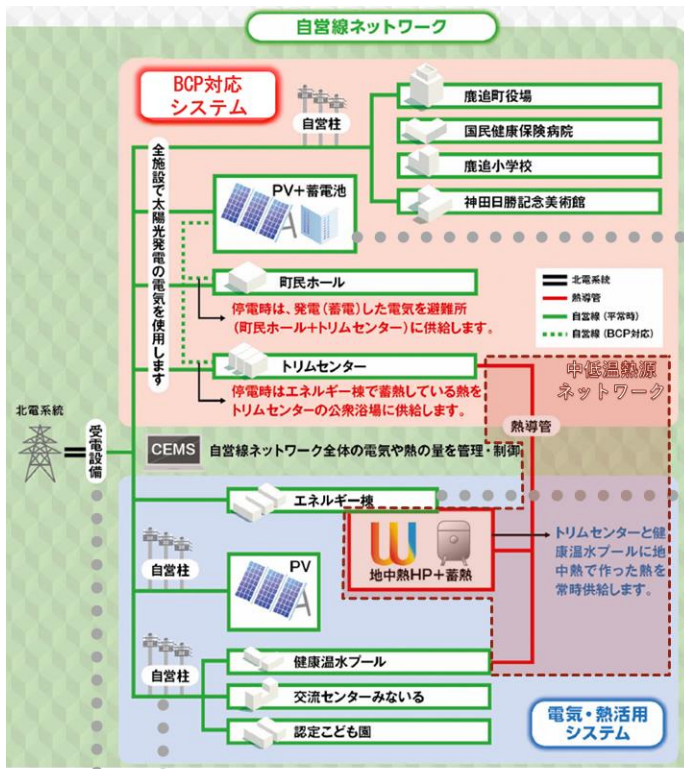 自営線ネットワーク
BCP対応
システム
自営柱
鹿追町役場
国民健康保険病院
鹿追小学校
神田日勝記念美術館
全施設で太陽光発電の電気を使用します
PV+蓄電池
町民ホール
停電時は、発電(蓄電)した電気を避難所
(町民ホール+トリムセンター)に供給します。
北電系統
熱導管
自営線(平常時)
自営線(BCP対応)
トリムセンター
停電時はエネルギー棟で蓄熱している熱を
トリムセンターの公衆浴場に供給します。
中低温熱源
ネットワーク
熱導管
北電系統
受電設備
CEMS
自営線ネットワーク全体の電気や熱の量を管理・制御
エネルギー棟
地中熱HP+蓄熱
トリムセンターと健
康温水プールに地
中熱で作った熱を
常時供給します。
自営柱
PV
自営柱
健康温水プール
交流センターみないる
認定こども園
電気・熱活用
システム